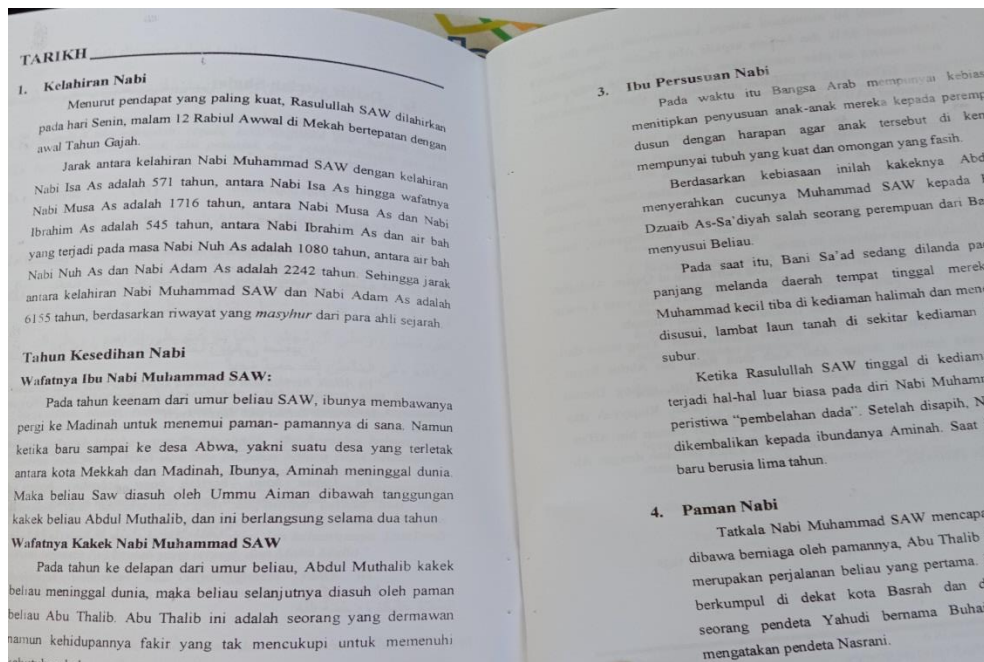 TARIKH
1. Kelahiran Nabi
Menurut pendapat yang paling kuat, Rasulullah SAW dilahirkan
pada hari Senin, malam 12 Rabiul Awwal di Mekah bertepatan dengan
awal Tahun Gajah.
Jarak antara kelahiran Nabi Muhammad SAW dengan kelahiran
Nabi Isa As adalah 571 tahun, antara Nabi Isa As hingga wafatnya
Nabi Musa As adalah 1716 tahun, antara Nabi Musa As dan Nabi
Ibrahim As adalah 545 tahun, antara Nabi Ibrahim As dan air bah
yang terjadi pada masa Nabi Nuh As adalah 1080 tahun, antara air bah
Nabi Nuh As dan Nabi Adam As adalah 2242 tahun. Sehingga jarak
antara kelahiran Nabi Muhammad SAW dan Nabi Adam As adalah
6155 tahun, berdasarkan riwayat yang masyhur dari para ahli sejarah
Tahun Kesedihan Nabi
Wafatnya Ibu Nabi Muhammad SAW:
Pada tahun keenam dari umur beliau SAW, ibunya membawanya
pergi ke Madinah untuk menemui paman- pamannya di sana. Namun
ketika baru sampai ke desa Abwa, yakni suatu desa yang terletak
antara kota Mekkah dan Madinah, Ibunya, Aminah meninggal dunia.
Maka beliau Saw diasuh oleh Ummu Aiman dibawah tanggungan
kakek beliau Abdul Muthalib, dan ini berlangsung selama dua tahun
Wafatnya Kakek Nabi Muhammad SAW
Pada tahun ke delapan dari umur beliau, Abdul Muthalib kakek
beliau meninggal dunia, maka beliau selanjutnya diasuh oleh paman
beliau Abu Thalib. Abu Thalib ini adalah seorang yang dermawan
namun kehidupannya fakir yang tak mencukupi untuk memenuhi
3. Ibu Persusuan Nabi
Pada waktu itu Bangsa Arab mempunyai kebias
menitipkan penyusuan anak-anak mereka kepada peremp
dusun dengan harapan agar anak tersebut di ke
mempunyai tubuh yang kuat dan omongan yang fasih.
Berdasarkan kebiasaan inilah kakeknya Abd
menyerahkan cucunya Muhammad SAW kepada
Dzuaib As-Sa'diyah salah seorang perempuan dari Ba
menyusui Beliau.
Pada saat itu, Bani Sa'ad sedang dilanda pa
panjang melanda daerah tempat tinggal merek
Muhammad kecil tiba di kediaman halimah dan men
disusui, lambat laun tanah di sekitar kediaman
subur.
Ketika Rasulullah SAW tinggal di kediam
terjadi hal-hal luar biasa pada diri Nabi Muham
peristiwa “pembelahan dada”. Setelah disapih, N
dikembalikan kepada ibundanya Aminah. Saat
baru berusia lima tahun.
4. Paman Nabi
Tatkala Nabi Muhammad SAW mencapa
dibawa berniaga oleh pamannya, Abu Thalib
merupakan perjalanan beliau yang pertama.
berkumpul di dekat kota Basrah dan d
seorang pendeta Yahudi bernama Buha
mengatakan pendeta Nasrani.